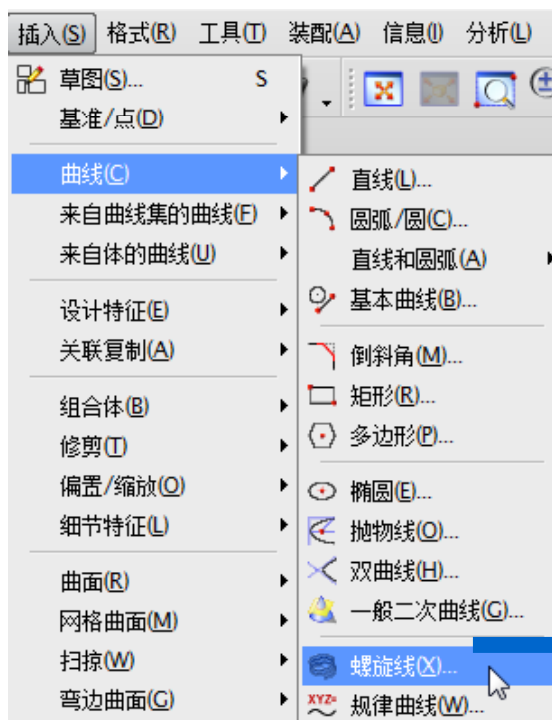 插入(S) 格式(R) 工具(T) 装配(A) 信息(I) 分析(L)
草图(S)... S
基准/点(D)
曲线(C)
来自曲线集的曲线(F)
来自体的曲线(U)
设计特征(E)
关联复制(A)
组合体(B)
修剪(T)
偏置/缩放(O)
细节特征(L)
曲面(R)
网格曲面(M)
扫掠(W)
弯边曲面(G)
直线(L)...
圆弧/圆(C)...
直线和圆弧(A)
基本曲线(B)...
倒斜角(M)...
矩形(R)...
多边形(P)...
椭圆(E)...
抛物线(O)...
双曲线(H)...
一般二次曲线(G)...
螺旋线(X)...
XYZ= 规律曲线(W)...